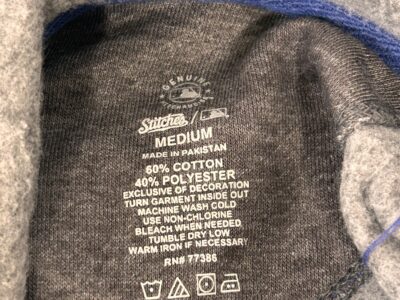 GENUINE
MERCHANDISE
Stitches /
MEDIUM
MADE IN PAKISTAN
60% COTTON
40% POLYESTER
EXCLUSIVE OF DECORATION
TURN GARMENT INSIDE OUT
MACHINE WASH COLD
USE NON-CHLORINE
BLEACH WHEN NEEDED
TUMBLE DRY LOW
WARM IRON IF NECESSARY
RN# 77386